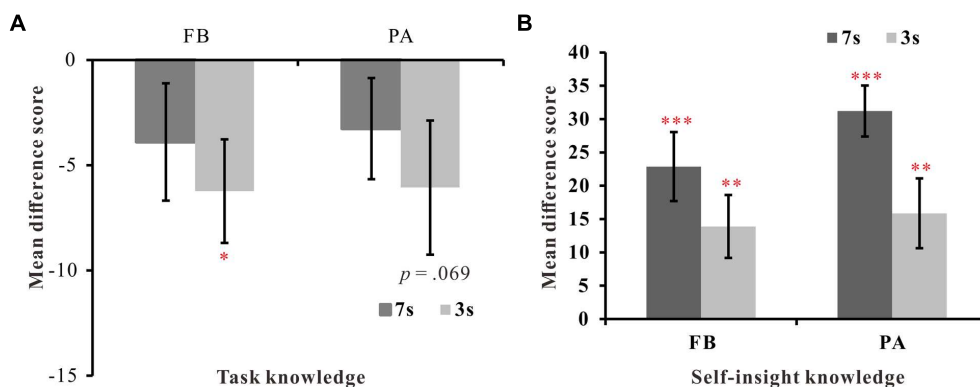 A
FB PA
0
-5
-10
-15
Mean difference score
*
p = .069
7s 3s
Task knowledge
B
7s 3s
40
35
30
25
20
15
10
5
0
Mean difference score
*** ** *** **
FB PA
Self-insight knowledge